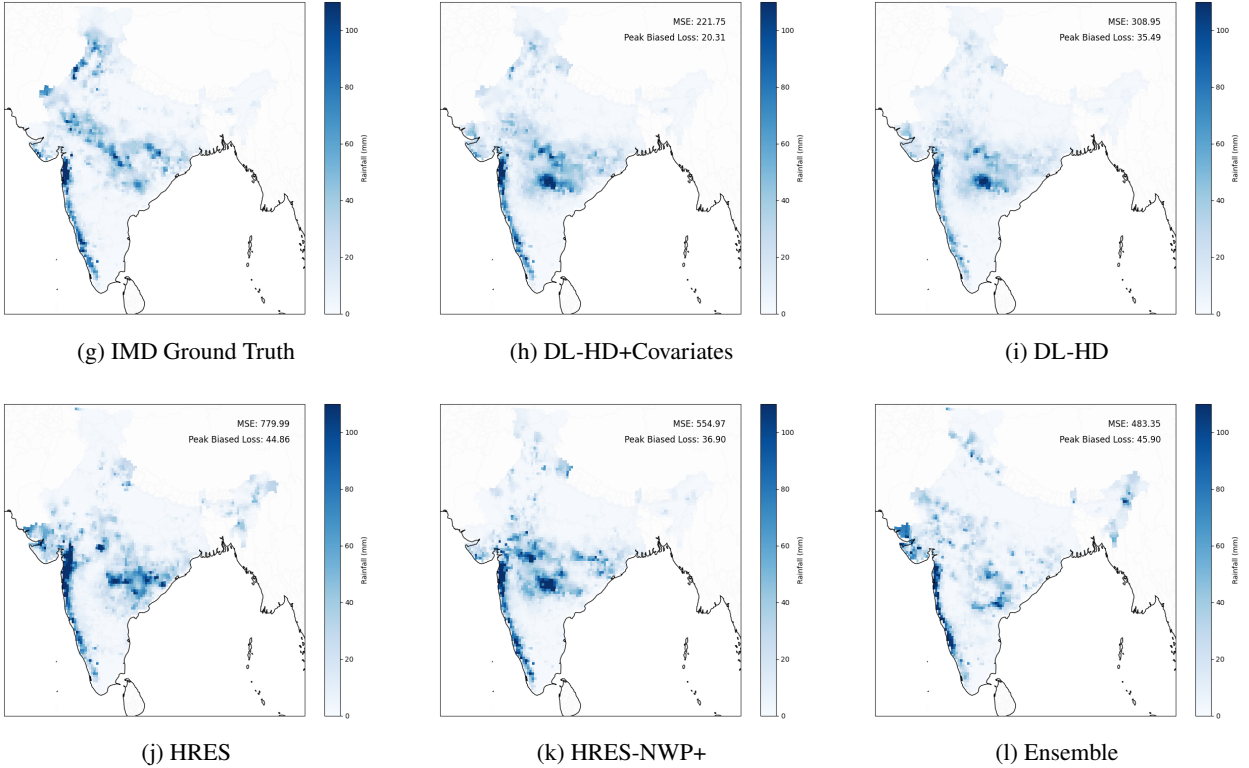 100
80
60
40
20
0
Rainfall (mm)
(g) IMD Ground Truth
MSE: 221.75
Peak Biased Loss: 20.31
100
80
60
40
20
0
Rainfall (mm)
(h) DL-HD+Covariates
MSE: 308.95
Peak Biased Loss: 35.49
100
80
60
40
20
0
Rainfall (mm)
(i) DL-HD
MSE: 779.99
Peak Biased Loss: 44.86
100
80
60
40
20
0
Rainfall (mm)
(j) HRES
MSE: 554.97
Peak Biased Loss: 36.90
100
80
60
40
20
0
Rainfall (mm)
(k) HRES-NWP+
MSE: 483.35
Peak Biased Loss: 45.90
100
80
60
40
20
0
Rainfall (mm)
(l) Ensemble